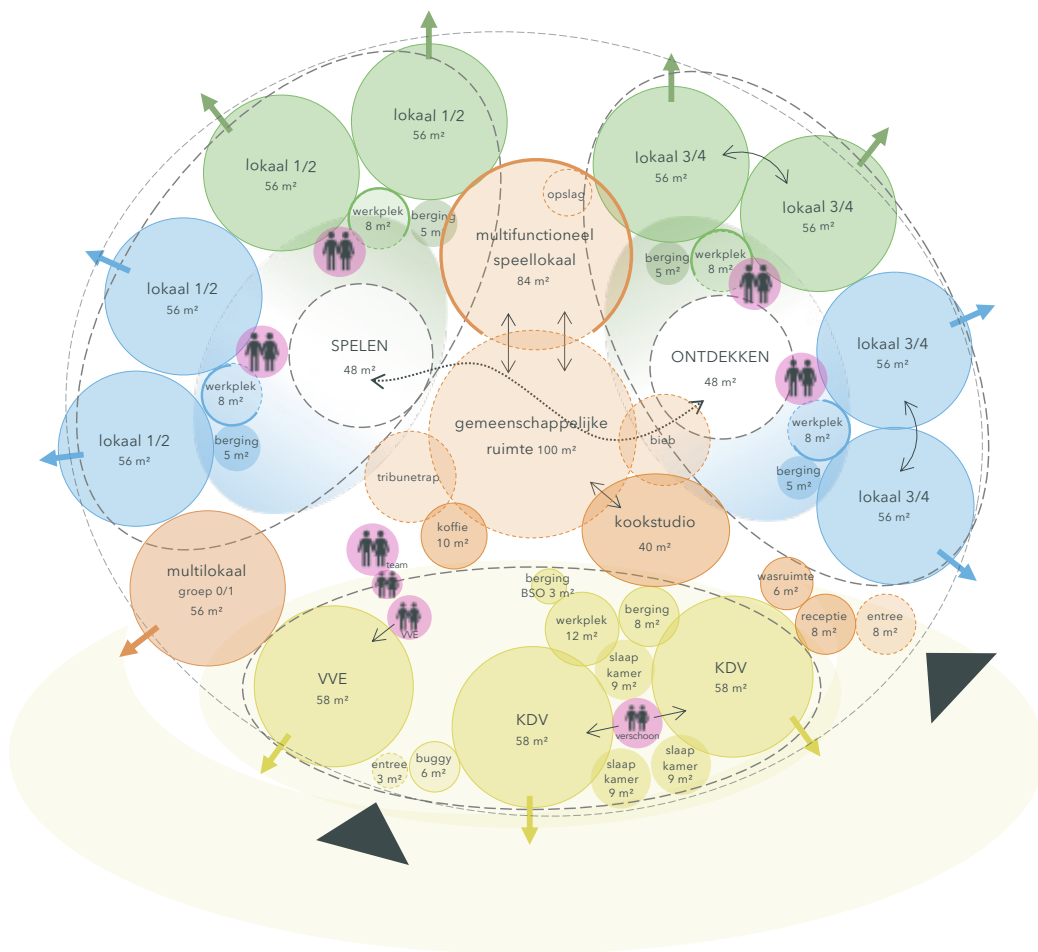 lokaal 1/2
56 m²
lokaal 1/2
56 m²
lokaal 1/2
56 m²
lokaal 1/2
56 m²
werkplek
8 m²
berging
5 m
werkplek
8 m²
berging
5 m²
SPELEN
48 m²
opslag
multifunctioneel
speellokaal
84 m²
lokaal 3/4
56 m²
lokaal 3/4
56 m²
lokaal 3/4
56 m²
lokaal 3/4
56 m²
berging
5 m²
werkplek
8 m²
ONTDEKKEN
48 m²
werkplek
8 m²
berging
5 m²
gemeenschappelijke
ruimte 100 m²
bieb
tribunetrap
koffie
10 m²
kookstudio
40 m²
multilokaal
groep 0/1
56 m²
team
VVE
berging
BSO 3 m²
werkplek
12 m²
berging
8 m²
wasruimte
6 m²
receptie
8 m²
entree
8 m²
VVE
58 m²
KDV
58 m²
slaap
kamer
9 m²
KDV
58 m²
verschoon
entree
3 m²
buggy
6 m²
slaap
kamer
9 m²
slaap
kamer
9 m²